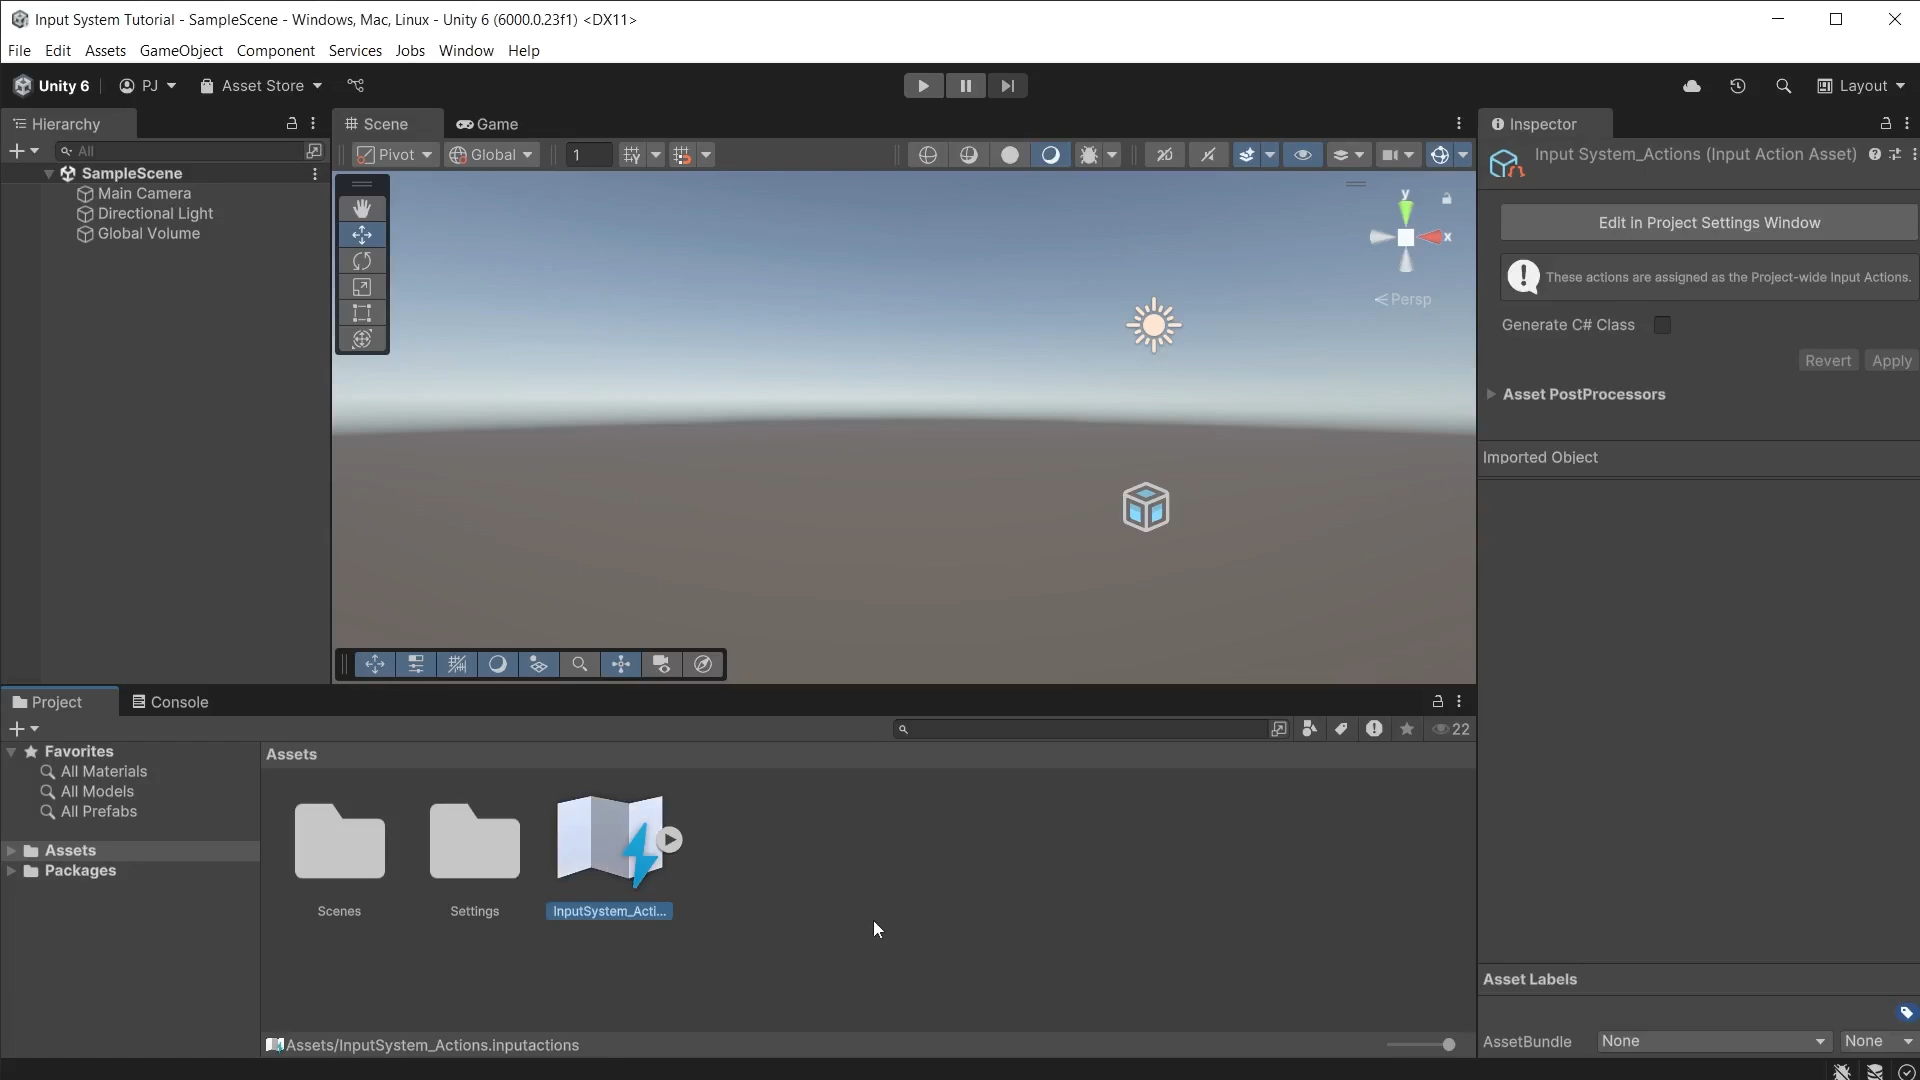 Input System Tutorial - SampleScene - Windows, Mac, Linux - Unity 6 (6000.0.23f1) <DX11>
File Edit Assets GameObject Component Services Jobs Window Help
Unity 6 PJ Asset Store Layout
Hierarchy
All
SampleScene
Main Camera
Directional Light
Global Volume
Scene Game
Pivot Global 1 2D
y
x
Persp
Inspector
Input System_Actions (Input Action Asset)
Edit in Project Settings Window
These actions are assigned as the Project-wide Input Actions.
Generate C# Class
Revert Apply
Asset PostProcessors
Imported Object
Project Console
22
Favorites
All Materials
All Models
All Prefabs
Assets
Packages
Assets
Scenes Settings InputSystem_Acti...
Assets/InputSystem_Actions.inputactions
Asset Labels
AssetBundle None None